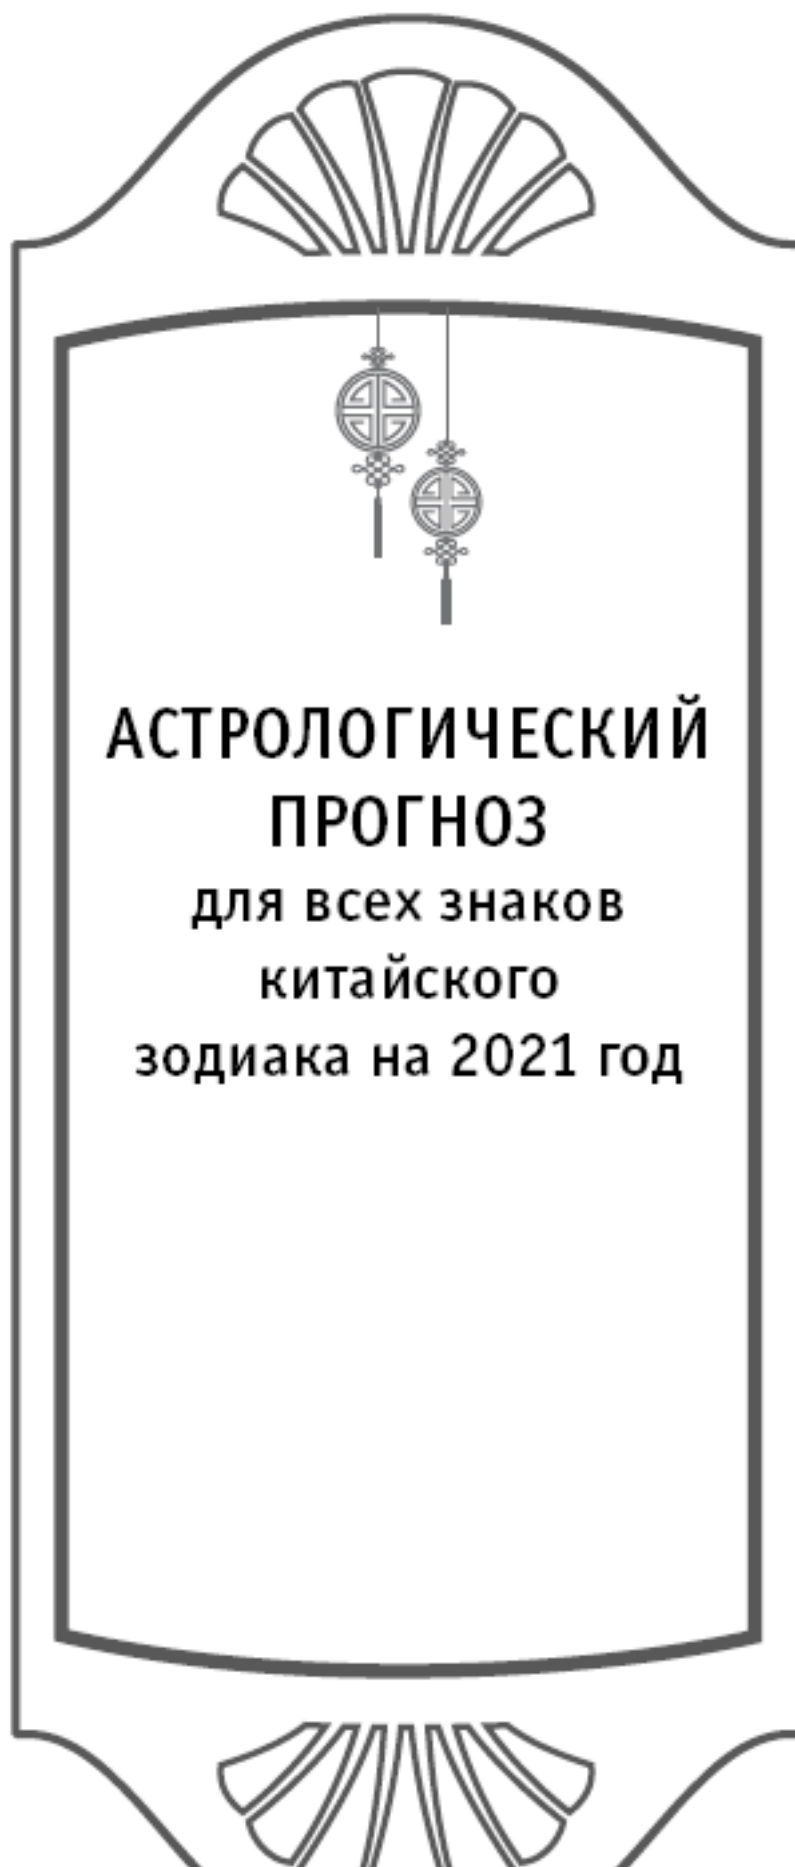 АСТРОЛОГИЧЕСКИЙ
ПРОГНОЗ
для всех знаков
китайского
зодиака на 2021 год